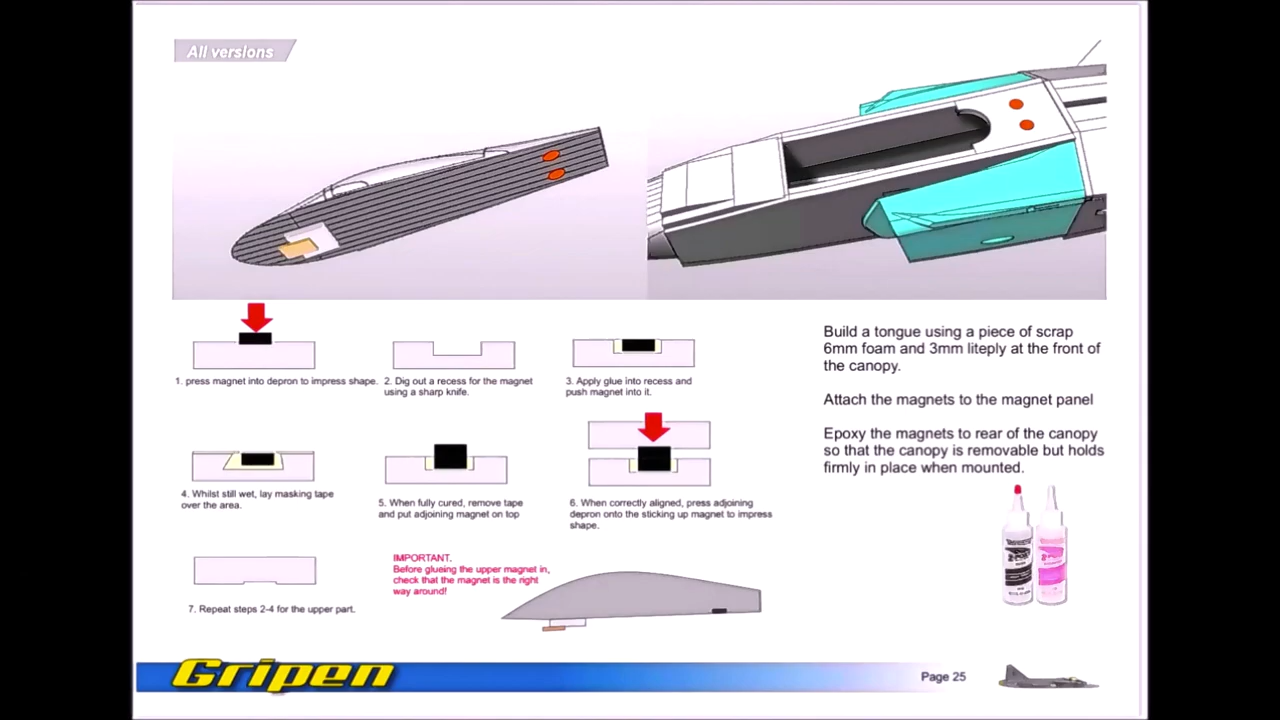 All versions
1. press magnet into depron to impress shape.
2. Dig out a recess for the magnet
using a sharp knife.
3. Apply glue into recess and
push magnet into it.
4. Whilst still wet, lay masking tape
over the area.
5. When fully cured, remove tape
and put adjoining magnet on top
6. When correctly aligned, press adjoining
depron onto the sticking up magnet to impress
shape.
7. Repeat steps 2-4 for the upper part.
IMPORTANT.
Before glueing the upper magnet in,
check that the magnet is the right
way around!
Build a tongue using a piece of scrap
6mm foam and 3mm liteply at the front of
the canopy.
Attach the magnets to the magnet panel
Epoxy the magnets to rear of the canopy
so that the canopy is removable but holds
firmly in place when mounted.
Gripen
Page 25